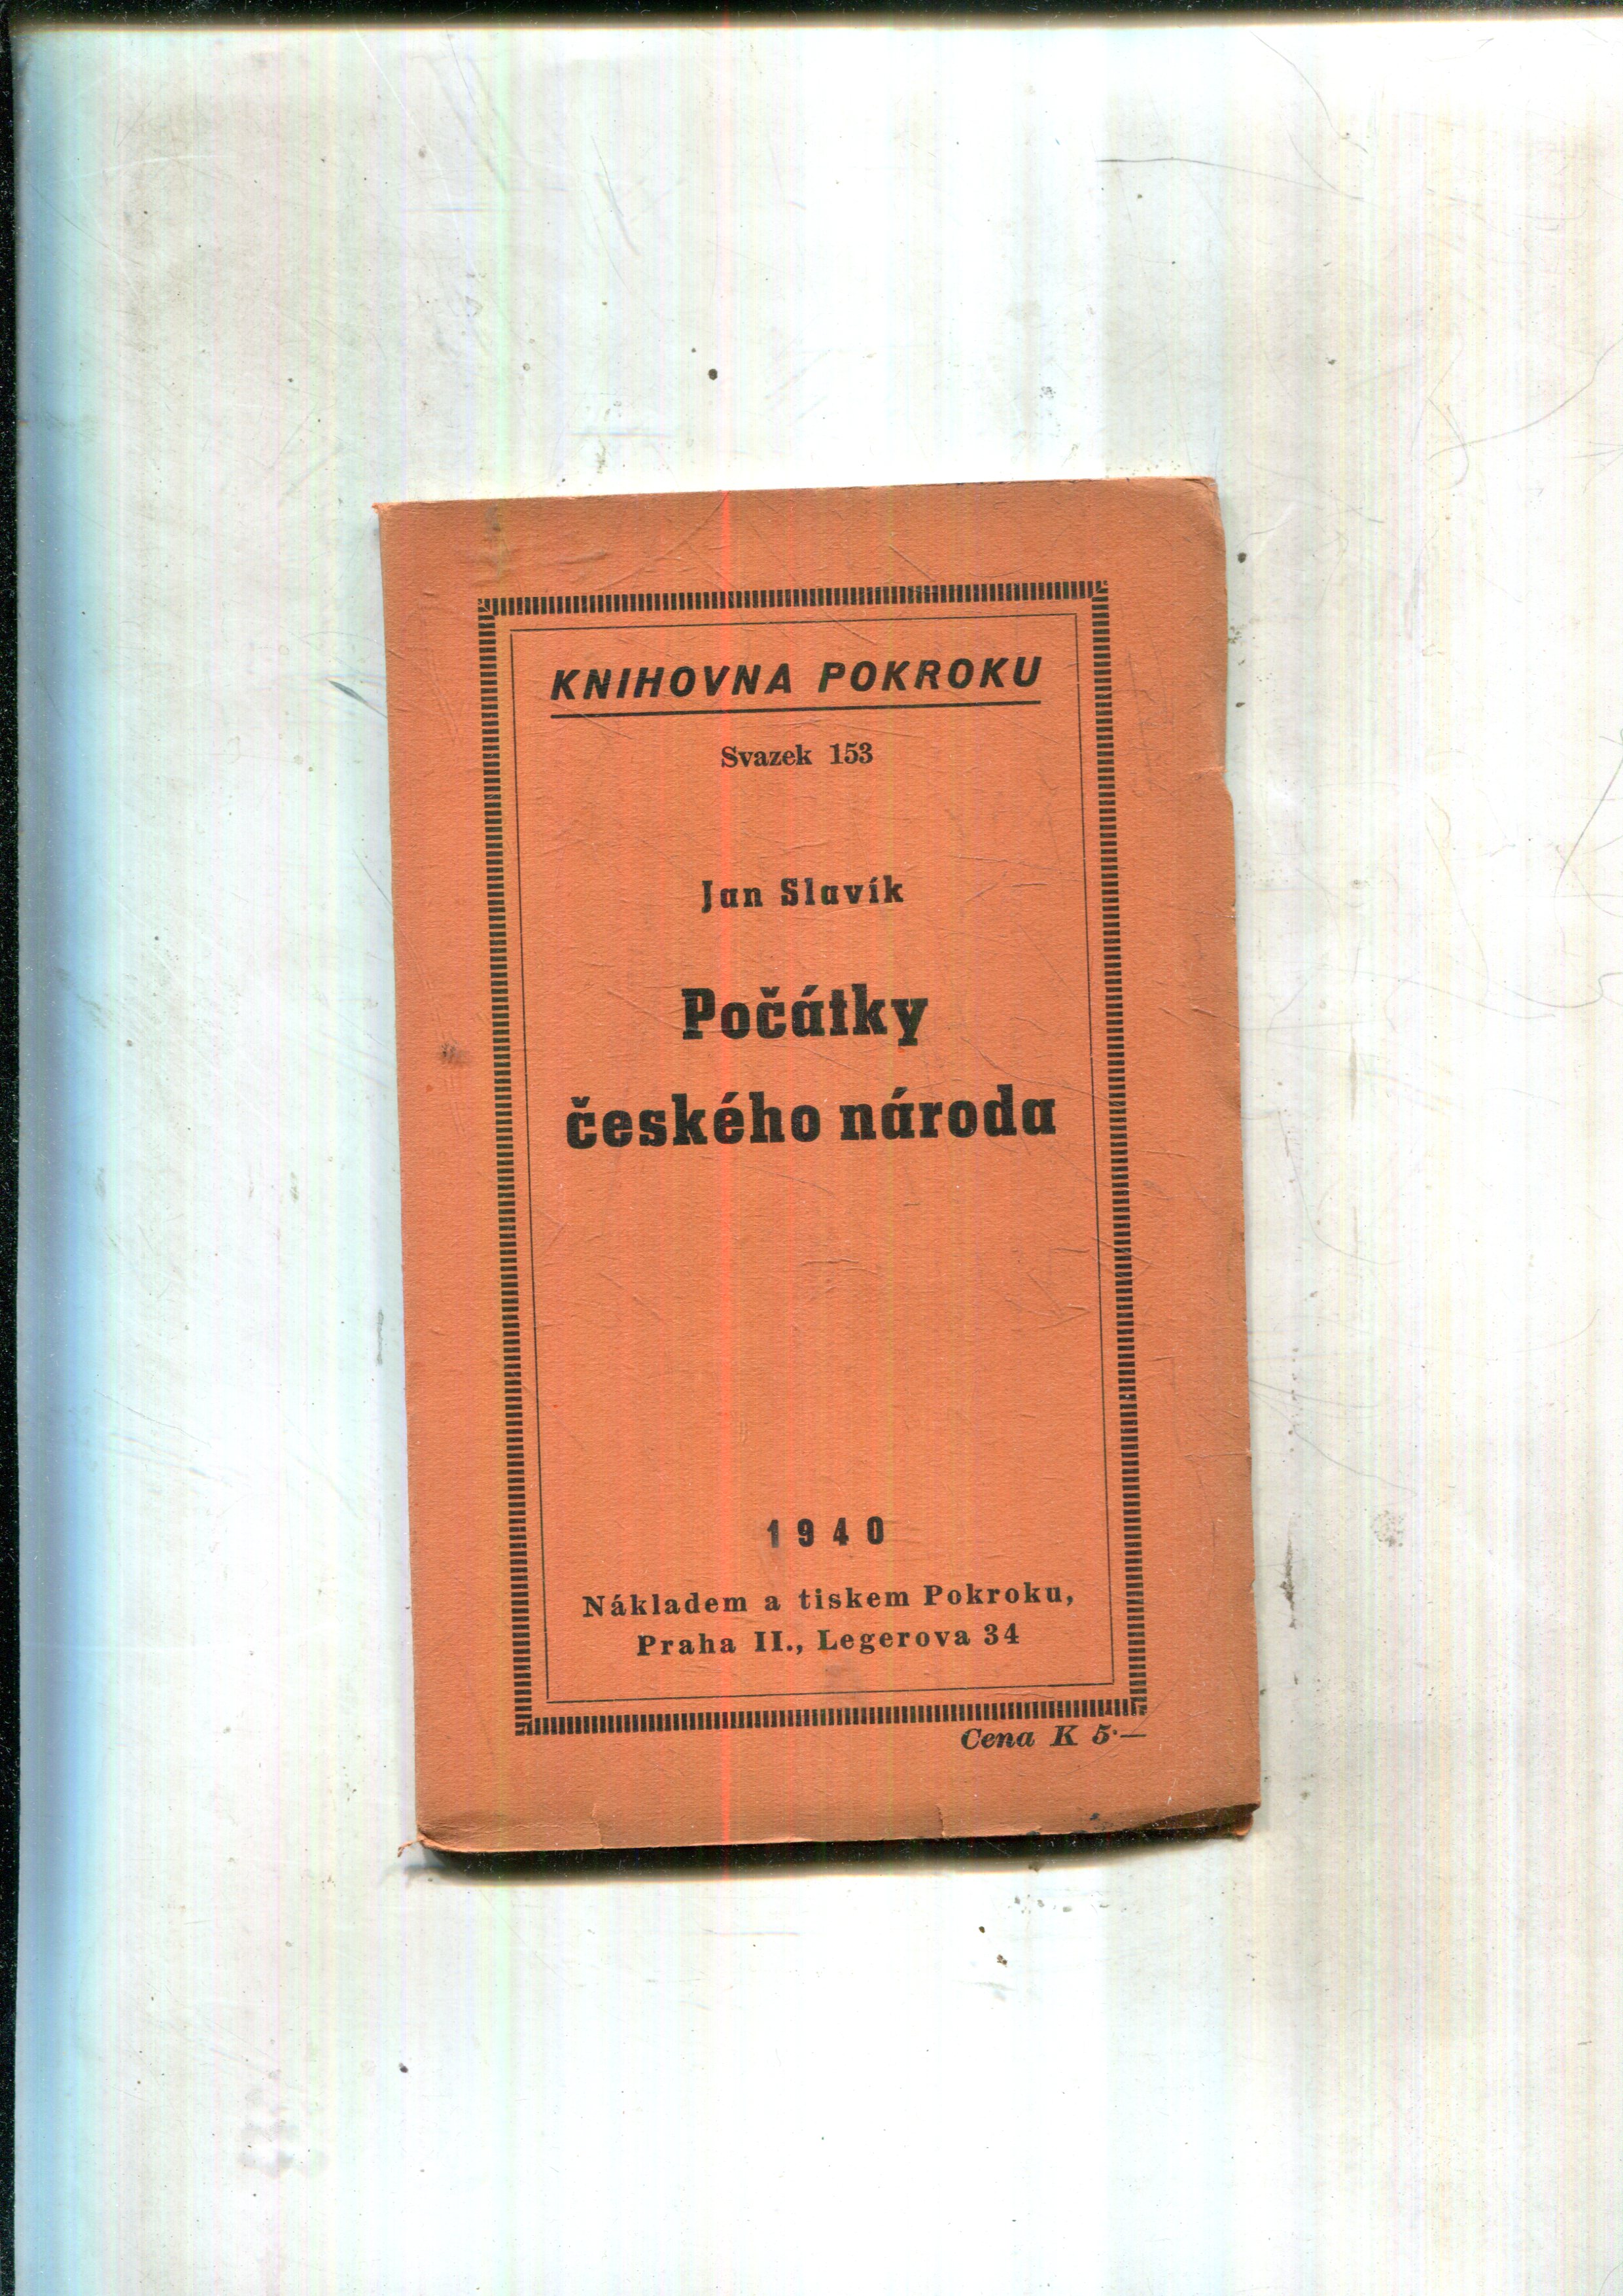 KNIHOVNA POKROKU
Svazek 153
Jan Slavík
Počátky
českého národa
1940
Nákladem a tiskem Pokroku,
Praha II., Legerova 34
Cena K 5·—